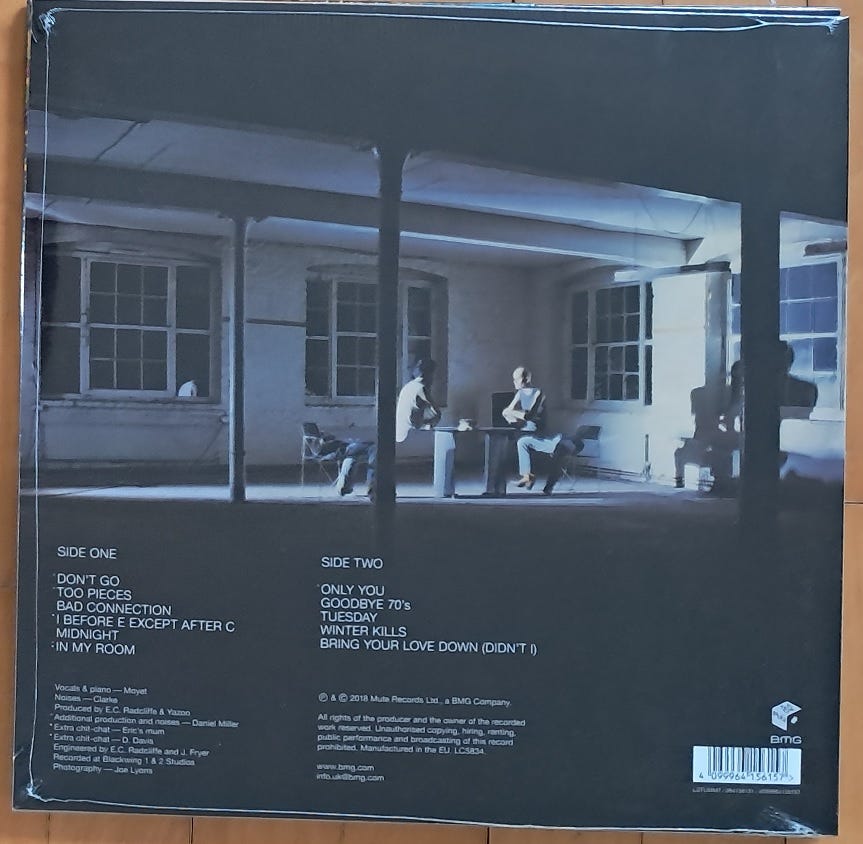 SIDE ONE
DON'T GO
TOO PIECES
BAD CONNECTION
I BEFORE E EXCEPT AFTER C
MIDNIGHT
IN MY ROOM
SIDE TWO
ONLY YOU
GOODBYE 70's
TUESDAY
WINTER KILLS
BRING YOUR LOVE DOWN (DIDN'T I)
Vocals & piano — Moyet
Noises — Clarke
Produced by E.C. Radcliffe & Yazoo
Additional production and noises — Daniel Miller
Extra chit-chat — Eric's mum
Extra chit-chat — D. Davis
Engineered by E.C. Radcliffe and J. Fryer
Recorded at Blackwing 1 & 2 Studios
Photography — Joe Lyons
℗ & © 2018 Mute Records Ltd., a BMG Company.
All rights of the producer and the owner of the recorded
work reserved. Unauthorised copying, hiring, renting,
public performance and broadcasting of this record
prohibited. Manufactured in the EU. LC5834.
www.bmg.com
info.uk@bmg.com
BMG
4 099964 156157 >